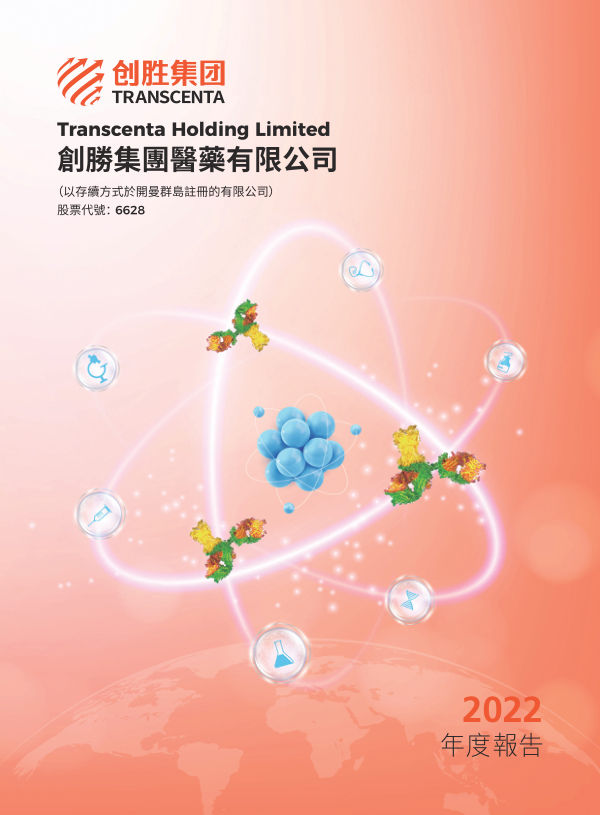 创胜集团
TRANSCENTA
Transcenta Holding Limited
創勝集團醫藥有限公司
(以存續方式於開曼群島註冊的有限公司)
股票代號：6628
2022
年度報告